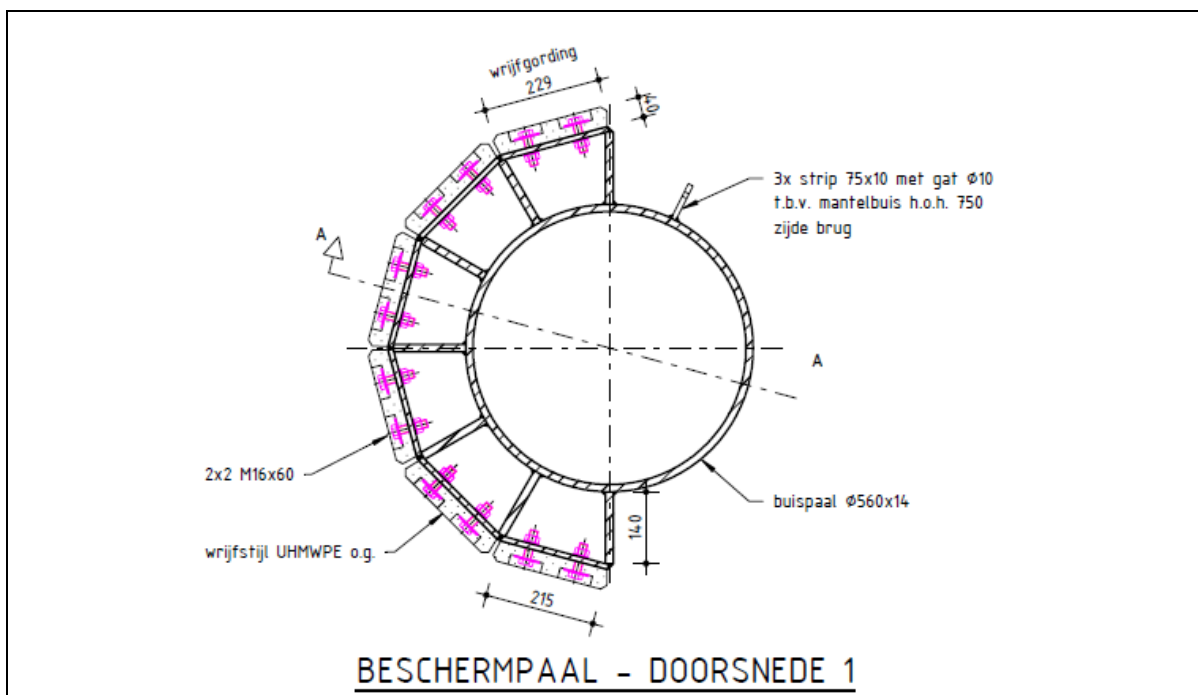 wrijfgording
229
40
3x strip 75x10 met gat Ø10
t.b.v. mantelbuis h.o.h. 750
zijde brug
A
A
2x2 M16x60
buispaal Ø560x14
140
wrijfstijl UHMWPE o.g.
215
BESCHERMPAAL - DOORSNEDE 1